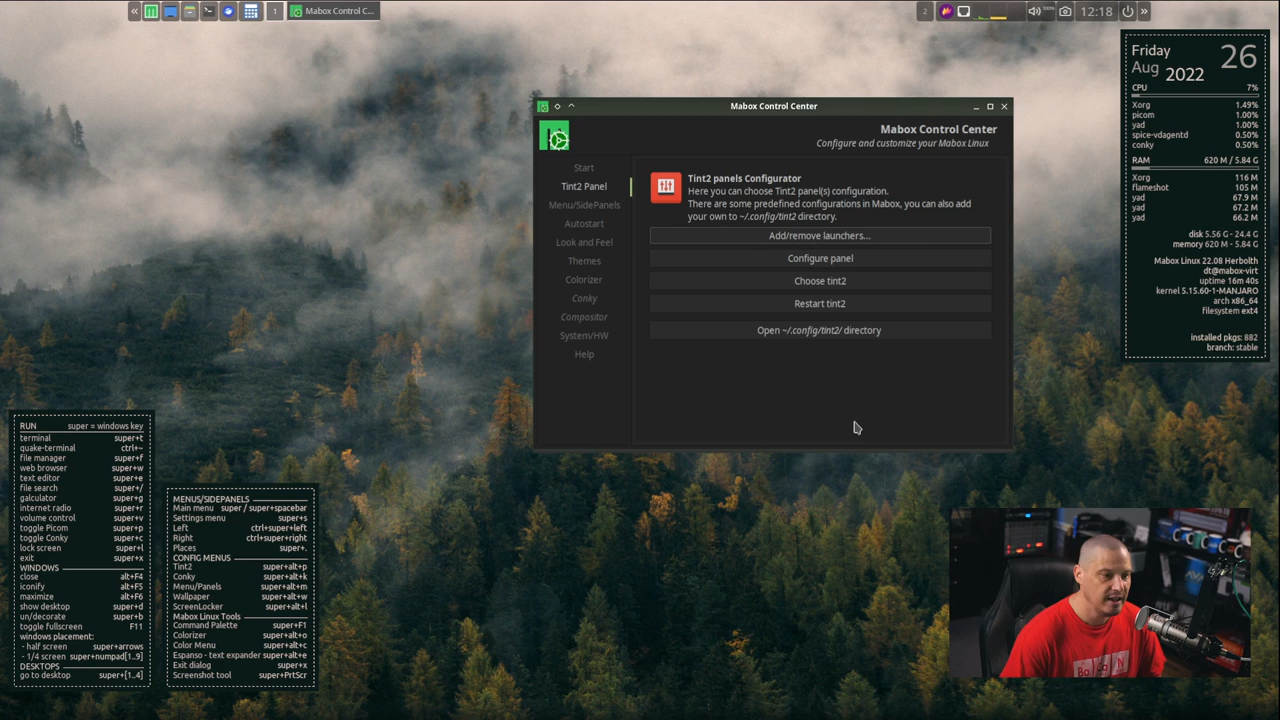 «
1
Mabox Control C...
2
12:18
»
Friday
26
Aug 2022
CPU 7%
Xorg 1.49%
picom 1.00%
yad 1.00%
spice-vdagentd 0.50%
conky 0.50%
RAM 620 M / 5.84 G
Xorg 116 M
flameshot 105 M
yad 67.9 M
yad 67.2 M
yad 66.2 M
disk 5.56 G - 24.4 G
memory 620 M - 5.84 G
Mabox Linux 22.08 Herbolth
dt@mabox-virt
uptime 16m 40s
kernel 5.15.60-1-MANJARO
arch x86_64
filesystem ext4
installed pkgs: 882
branch: stable
Mabox Control Center
Mabox Control Center
Configure and customize your Mabox Linux
Start
Tint2 Panel
Menu/SidePanels
Autostart
Look and Feel
Themes
Colorizer
Conky
Compositor
System/HW
Help
Tint2 panels Configurator
Here you can choose Tint2 panel(s) configuration.
There are some predefined configurations in Mabox, you can also add
your own to ~/.config/tint2 directory.
Add/remove launchers...
Configure panel
Choose tint2
Restart tint2
Open ~/.config/tint2/ directory
RUN super = windows key
terminal super+t
quake-terminal ctrl+~
file manager super+f
web browser super+w
text editor super+e
file search super+/
galculator super+g
internet radio super+r
volume control super+v
toggle Picom super+p
toggle Conky super+c
lock screen super+l
exit super+x
WINDOWS
close alt+F4
iconify alt+F5
maximize alt+F6
show desktop super+d
un/decorate super+b
toggle fullscreen F11
windows placement:
- half screen super+arrows
- 1/4 screen super+numpad[1..9]
DESKTOPS
go to desktop super+[1..4]
MENUS/SIDEPANELS
Main menu super / super+spacebar
Settings menu super+s
Left ctrl+super+left
Right ctrl+super+right
Places super+.
CONFIG MENUS
Tint2 super+alt+p
Conky super+alt+k
Menu/Panels super+alt+m
Wallpaper super+alt+w
ScreenLocker super+alt+l
Mabox Linux Tools
Command Palette super+F1
Colorizer super+alt+o
Color Menu super+alt+c
Espanso - text expander super+alt+e
Exit dialog super+x
Screenshot tool super+PrtScr